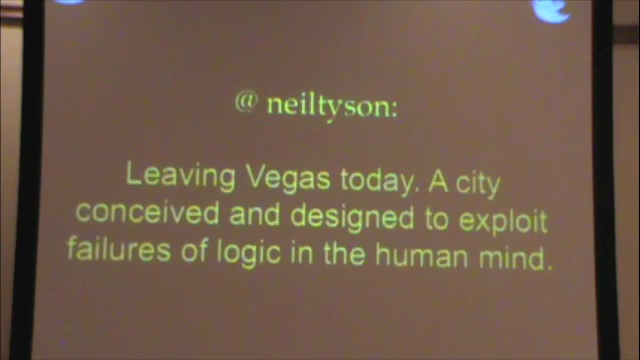 @ neiltyson:
Leaving Vegas today. A city
conceived and designed to exploit
failures of logic in the human mind.